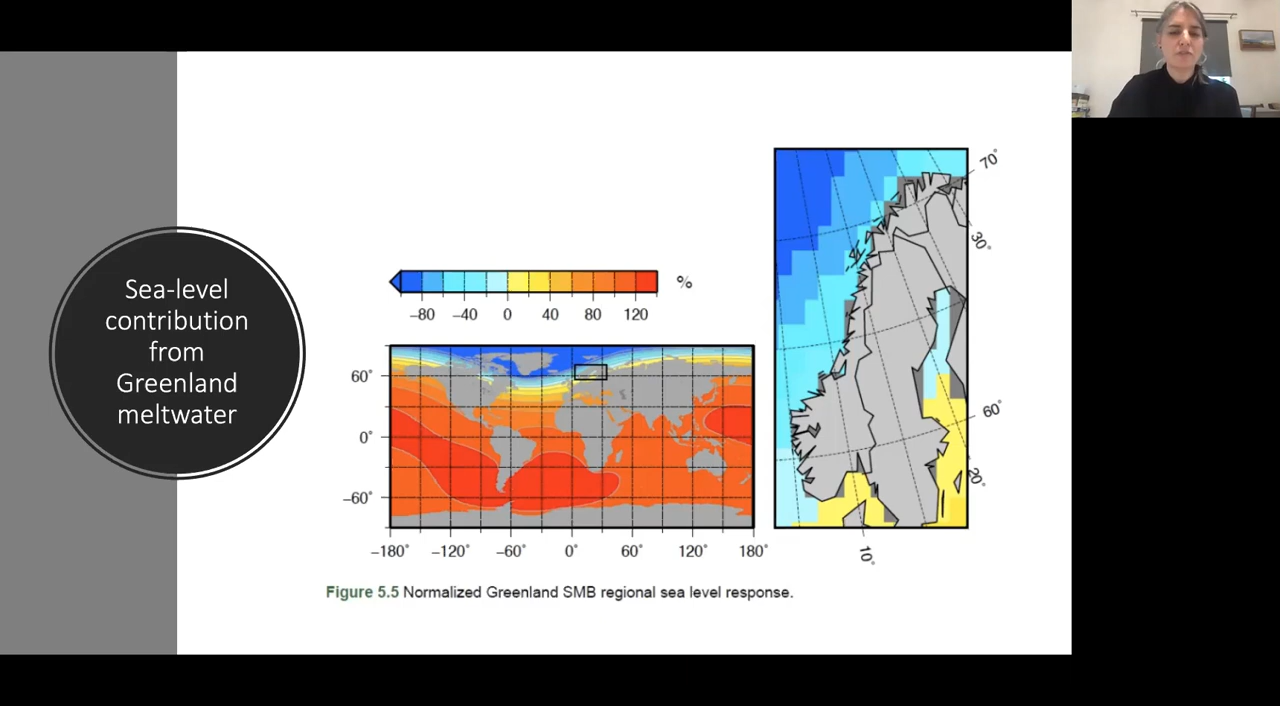 Sea-level
contribution
from
Greenland
meltwater
%
−80 −40 0 40 80 120
60°
0°
−60°
−180° −120° −60° 0° 60° 120° 180°
70°
30°
60°
20°
10°
Figure 5.5 Normalized Greenland SMB regional sea level response.